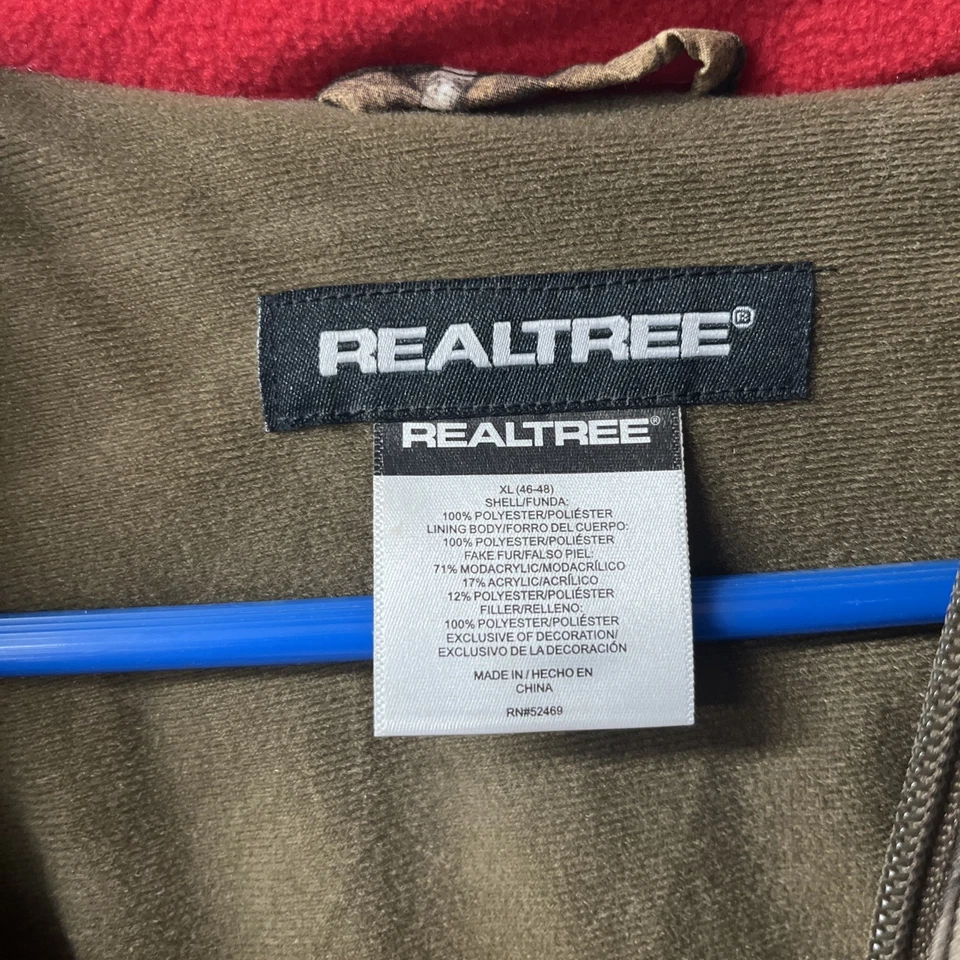 REALTREE®
REALTREE®
XL (46-48)
SHELL/FUNDA:
100% POLYESTER/POLIÉSTER
LINING BODY/FORRO DEL CUERPO:
100% POLYESTER/POLIÉSTER
FAKE FUR/FALSO PIEL:
71% MODACRYLIC/MODACRÍLICO
17% ACRYLIC/ACRÍLICO
12% POLYESTER/POLIÉSTER
FILLER/RELLENO:
100% POLYESTER/POLIÉSTER
EXCLUSIVE OF DECORATION/
EXCLUSIVO DE LA DECORACIÓN
MADE IN / HECHO EN
CHINA
RN#52469